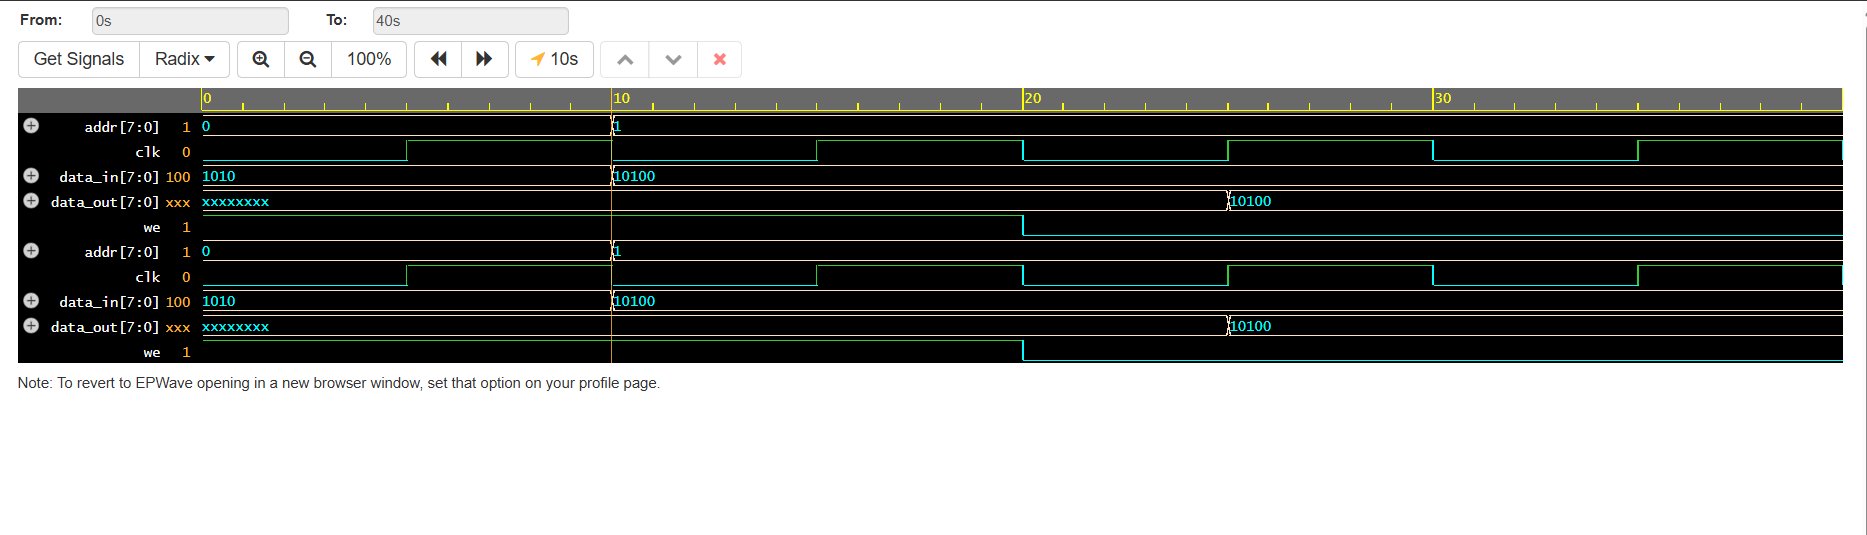 From: 0s To: 40s
Get Signals Radix 100% 10s
0 10 20 30
addr[7:0] 1 0 1
clk 0
data_in[7:0] 100 1010 10100
data_out[7:0] xxx xxxxxxxx 10100
we 1
addr[7:0] 1 0 1
clk 0
data_in[7:0] 100 1010 10100
data_out[7:0] xxx xxxxxxxx 10100
we 1
Note: To revert to EPWave opening in a new browser window, set that option on your profile page.